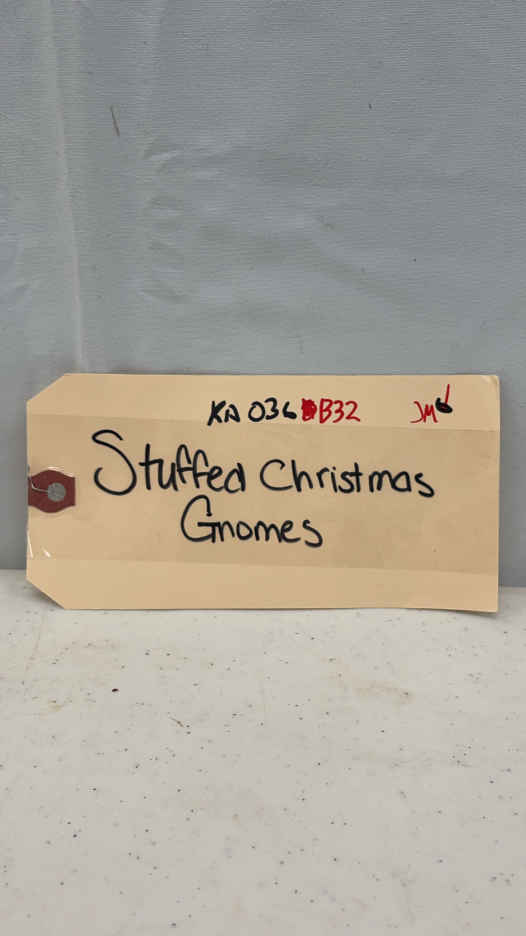 KA 036 B32 JM
Stuffed Christmas
Gnomes